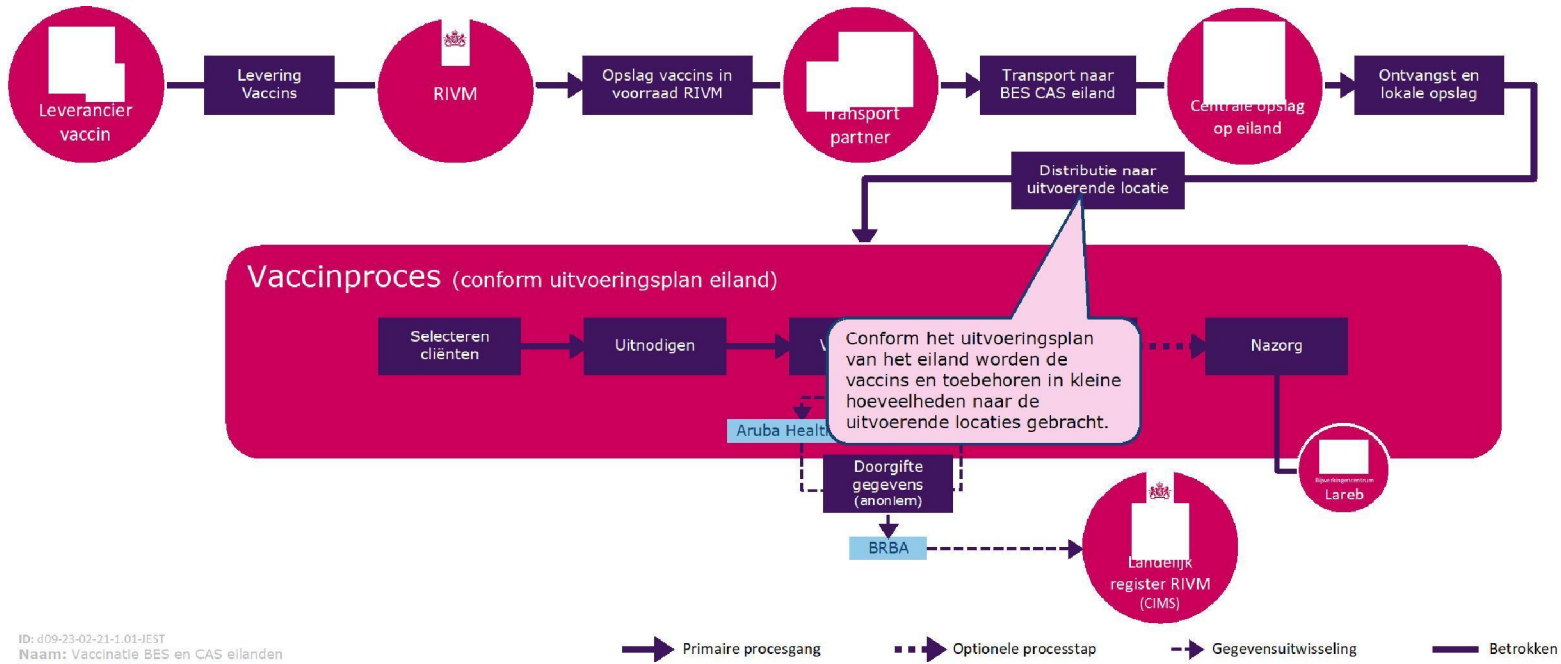 Leverancier
vaccin
Levering
Vaccins
RIVM
Opslag vaccins in
voorraad RIVM
Transport
partner
Transport naar
BES CAS eiland
Centrale opslag
op eiland
Ontvangst en
lokale opslag
Distributie naar
uitvoerende locatie
Vaccinproces (conform uitvoeringsplan eiland)
Selecteren
cliënten
Uitnodigen
V
Conform het uitvoeringsplan
van het eiland worden de
vaccins en toebehoren in kleine
hoeveelheden naar de
uitvoerende locaties gebracht.
Nazorg
Aruba Health
Doorgifte
gegevens
(anoniem)
Bijwerkingencentrum
Lareb
BRBA
Landelijk
register RIVM
(CIMS)
ID: d09-23-02-21-1.01-JEST
Naam: Vaccinatie BES en CAS eilanden
Primaire procesgang
Optionele processtap
Gegevensuitwisseling
Betrokken